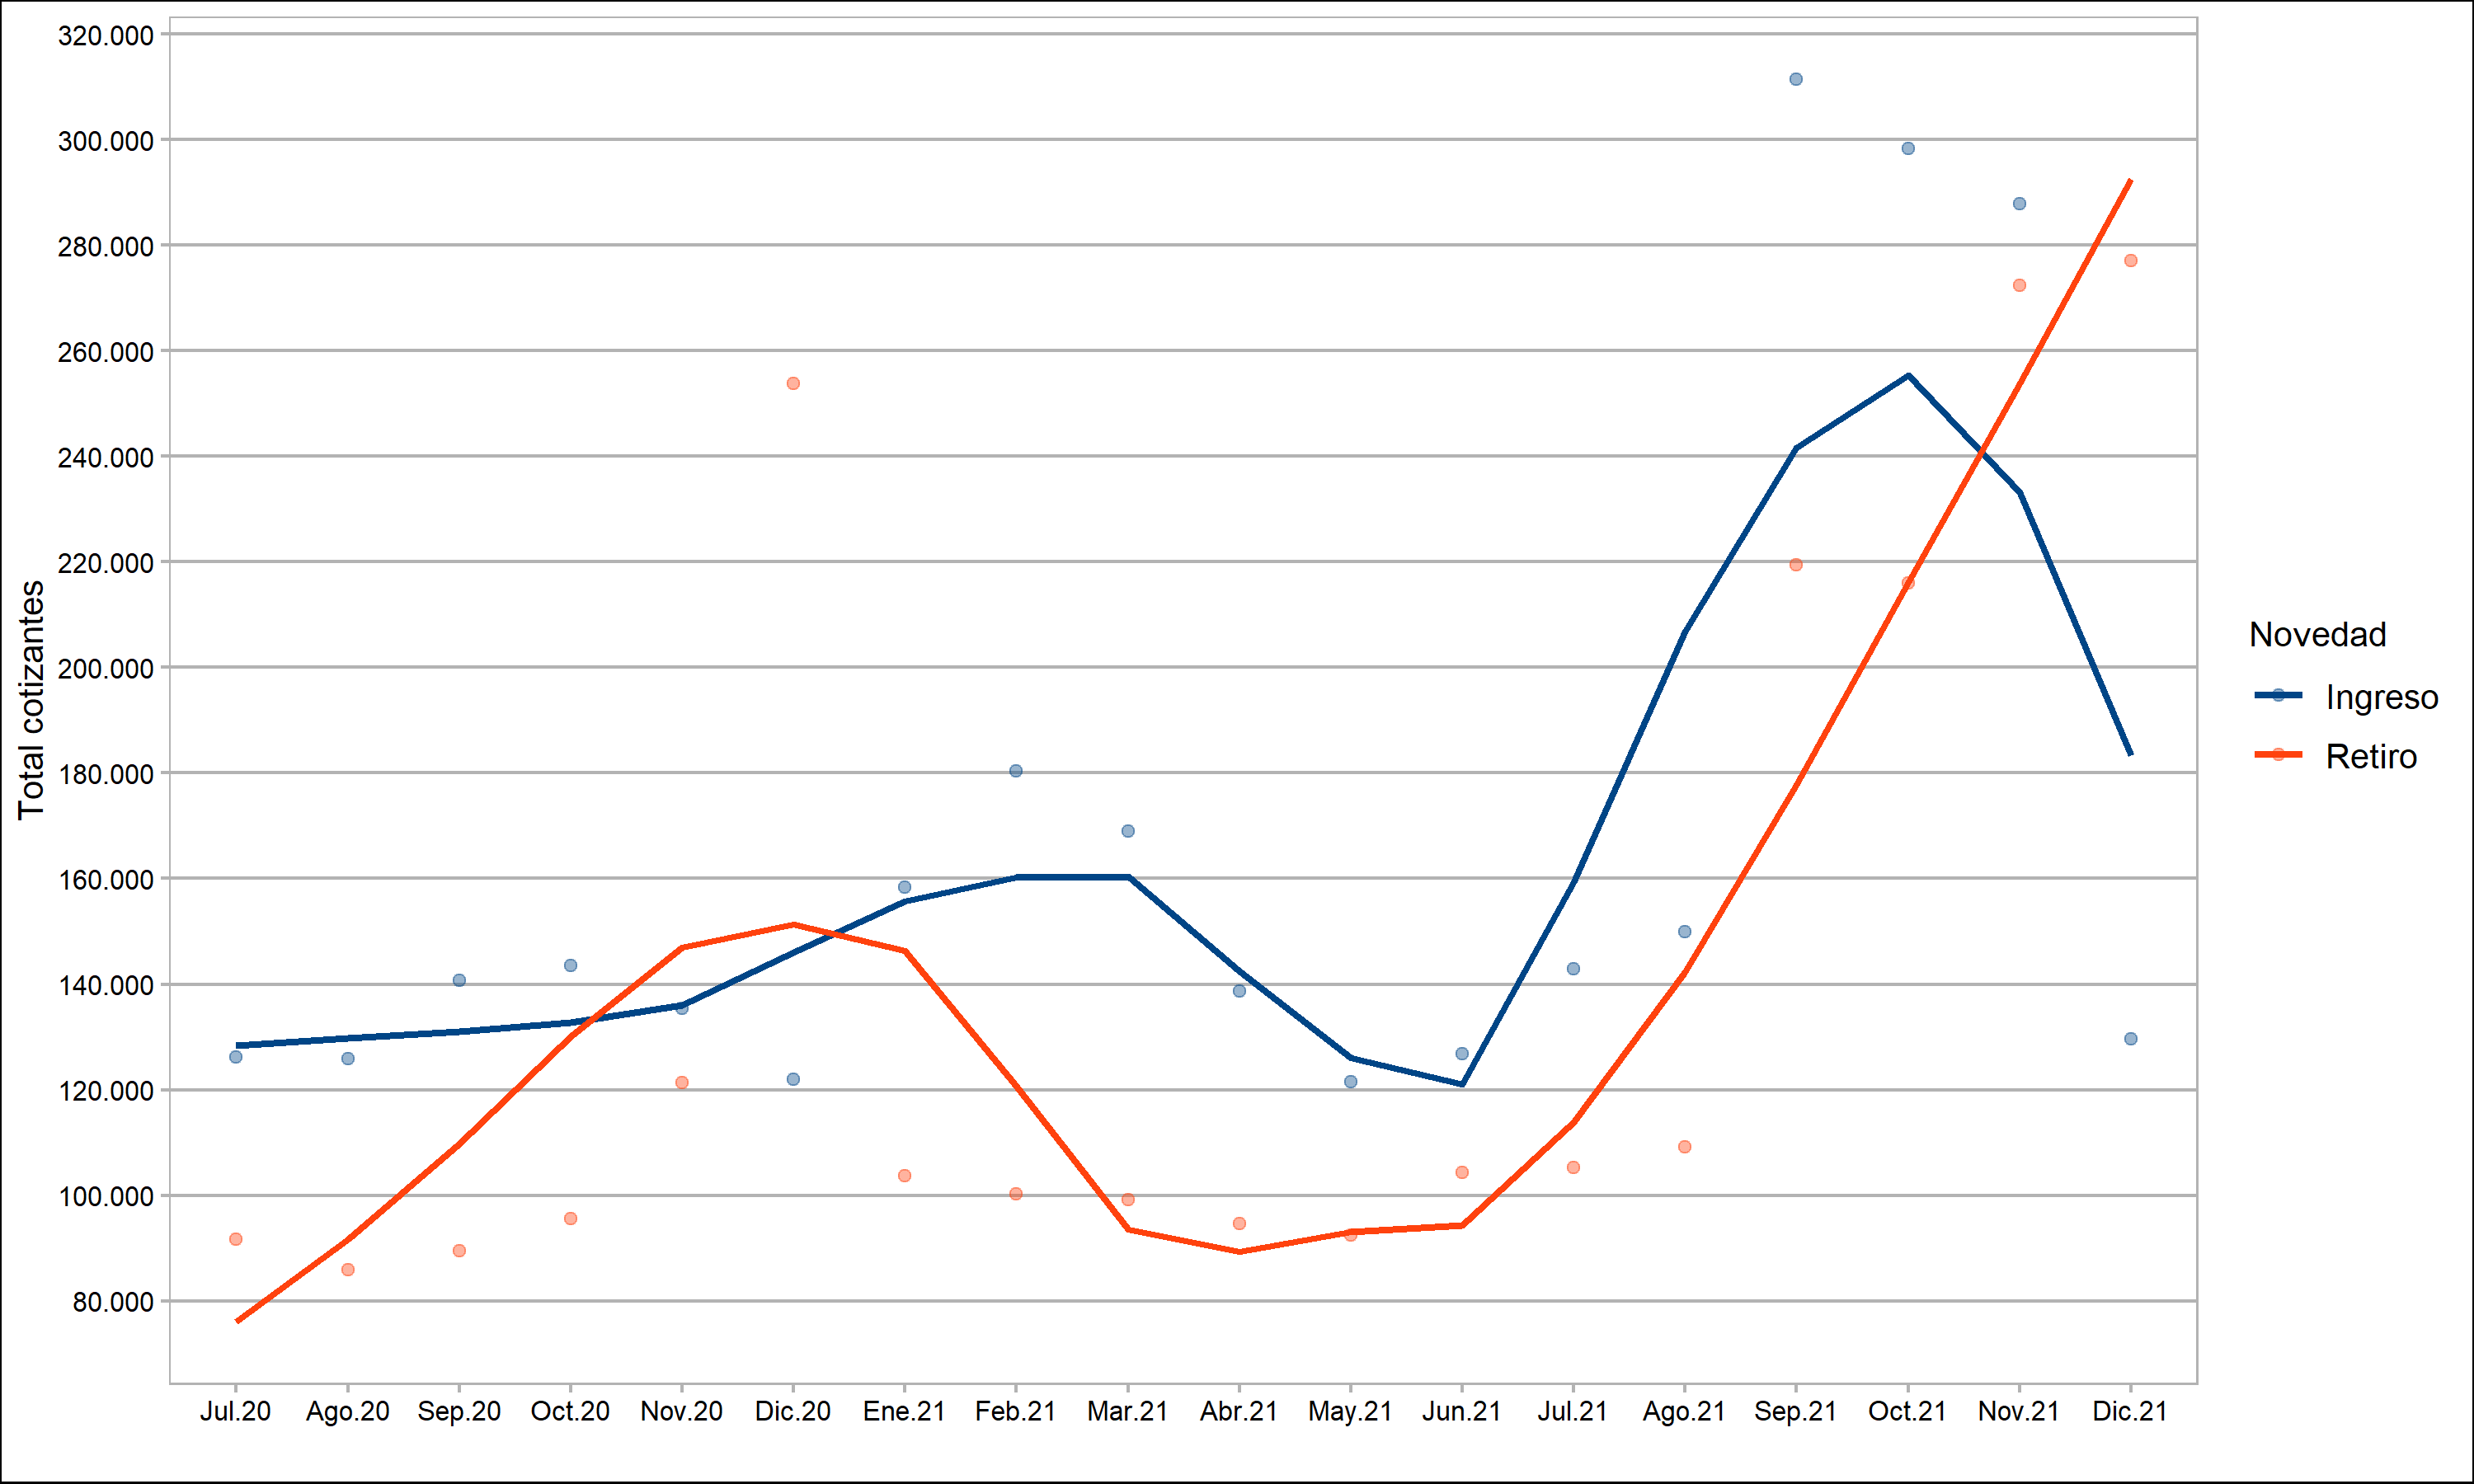 320.000
300.000
280.000
260.000
240.000
220.000
200.000
180.000
160.000
140.000
120.000
100.000
80.000
Total cotizantes
Jul.20 Ago.20 Sep.20 Oct.20 Nov.20 Dic.20 Ene.21 Feb.21 Mar.21 Abr.21 May.21 Jun.21 Jul.21 Ago.21 Sep.21 Oct.21 Nov.21 Dic.21
Novedad
Ingreso
Retiro